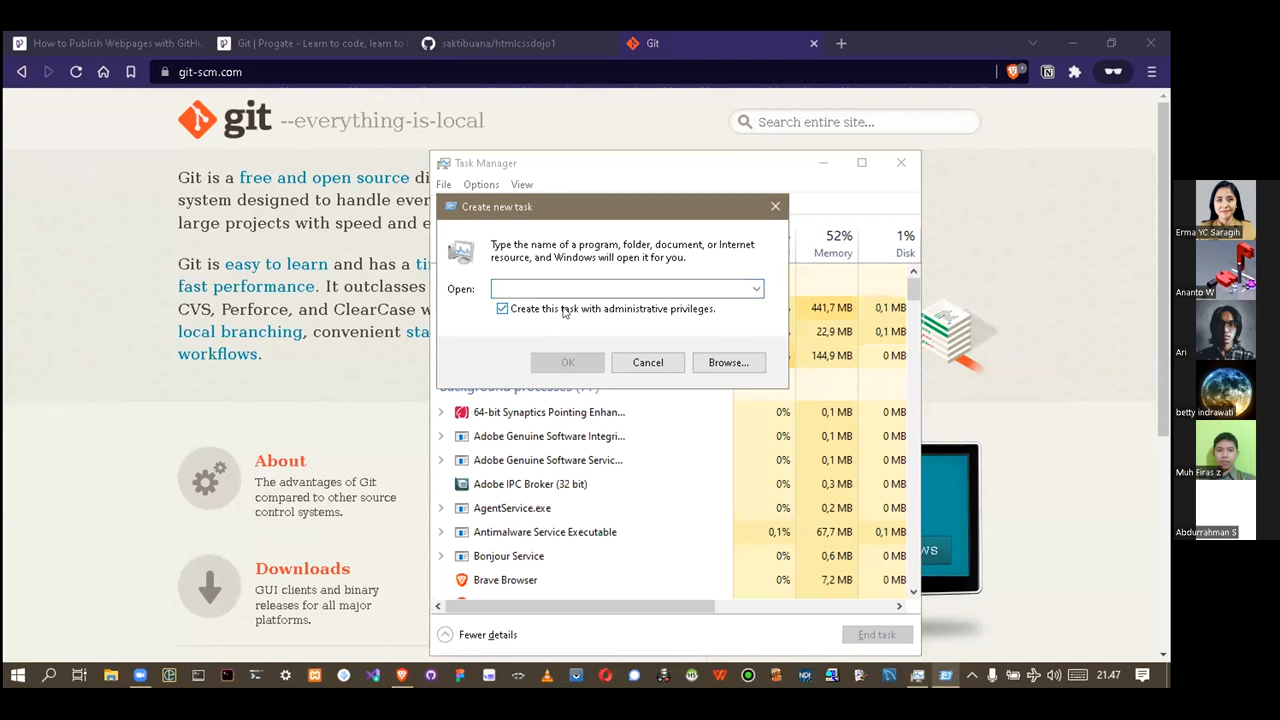 How to Publish Webpages with GitHu
Git | Progate - Learn to code, learn to
saktibuana/htmlcssdojo1
Git
git-scm.com
git --everything-is-local
Search entire site...
Git is a free and open source di
system designed to handle ever
large projects with speed and e
Git is easy to learn and has a ti
fast performance. It outclasses
CVS, Perforce, and ClearCase w
local branching, convenient sta
workflows.
About
The advantages of Git
compared to other source
control systems.
Downloads
GUI clients and binary
releases for all major
platforms.
Task Manager
File Options View
Create new task
Type the name of a program, folder, document, or Internet
resource, and Windows will open it for you.
Open:
Create this task with administrative privileges.
OK Cancel Browse...
52% 1%
Memory Disk
441,7 MB 0,1 MB
22,9 MB 0,1 MB
144,9 MB 0 MB
64-bit Synaptics Pointing Enhan... 0% 0,1 MB 0 MB
Adobe Genuine Software Integri... 0% 0,1 MB 0 MB
Adobe Genuine Software Servic... 0% 0,1 MB 0 MB
Adobe IPC Broker (32 bit) 0% 0,3 MB 0 MB
AgentService.exe 0% 0,2 MB 0 MB
Antimalware Service Executable 0,1% 67,7 MB 0,1 MB
Bonjour Service 0% 0,6 MB 0 MB
Brave Browser 0% 7,2 MB 0 MB
Fewer details
End task
ws
21.47
Erma YC Saragih
Ananto W
Ari
betty indrawati
Muh Firas z
Abdurrahman S